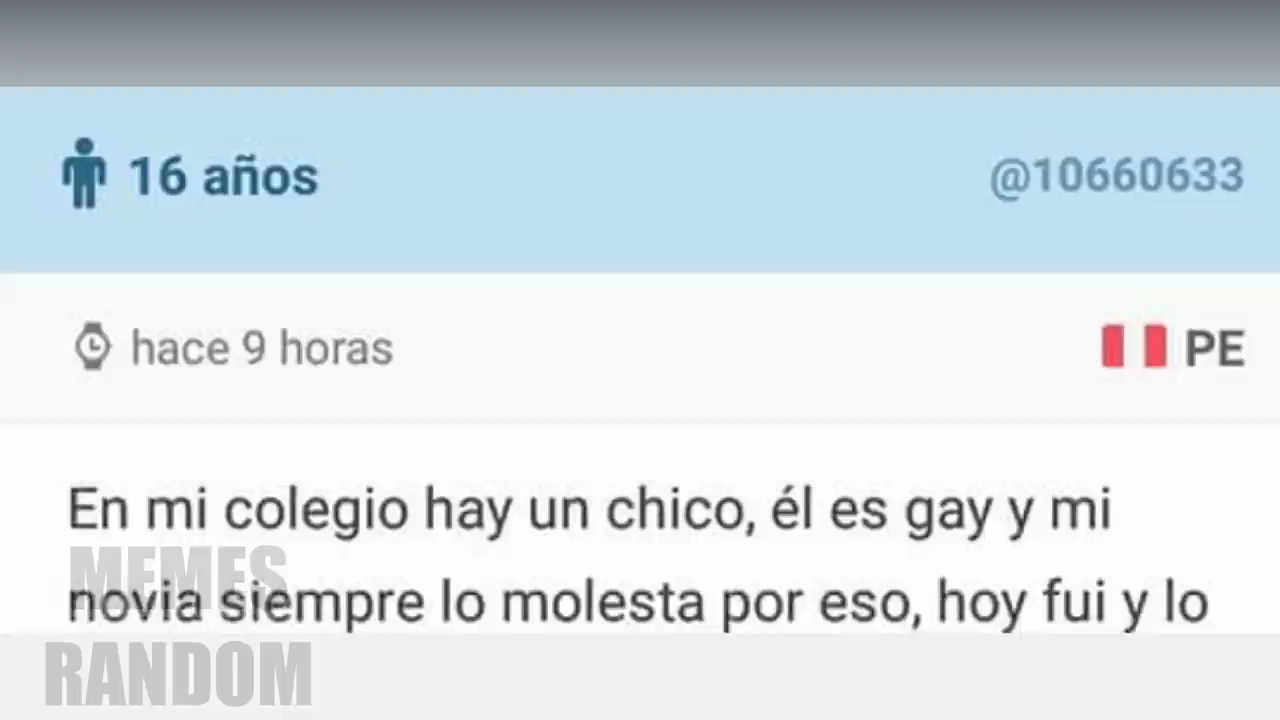 16 años
@10660633
hace 9 horas
PE
En mi colegio hay un chico, él es gay y mi
novia siempre lo molesta por eso, hoy fui y lo
MEMES
RANDOM